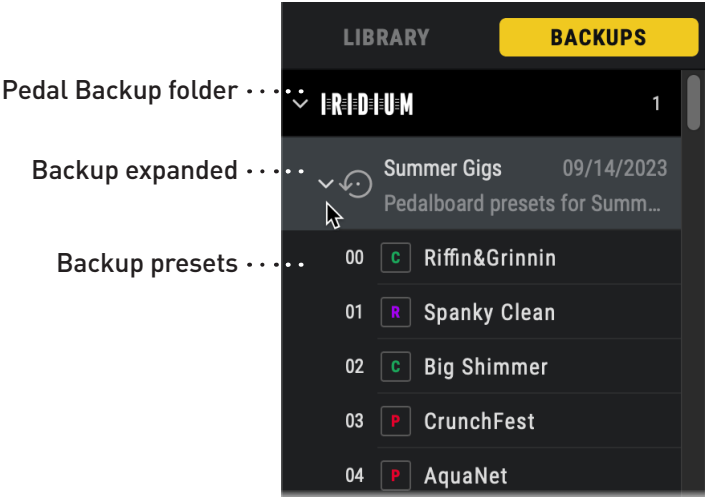 LIBRARY BACKUPS
Pedal Backup folder IRIDIUM 1
Backup expanded Summer Gigs 09/14/2023
Pedalboard presets for Summ...
Backup presets 00 C Riffin&Grinnin
01 R Spanky Clean
02 C Big Shimmer
03 P CrunchFest
04 P AquaNet